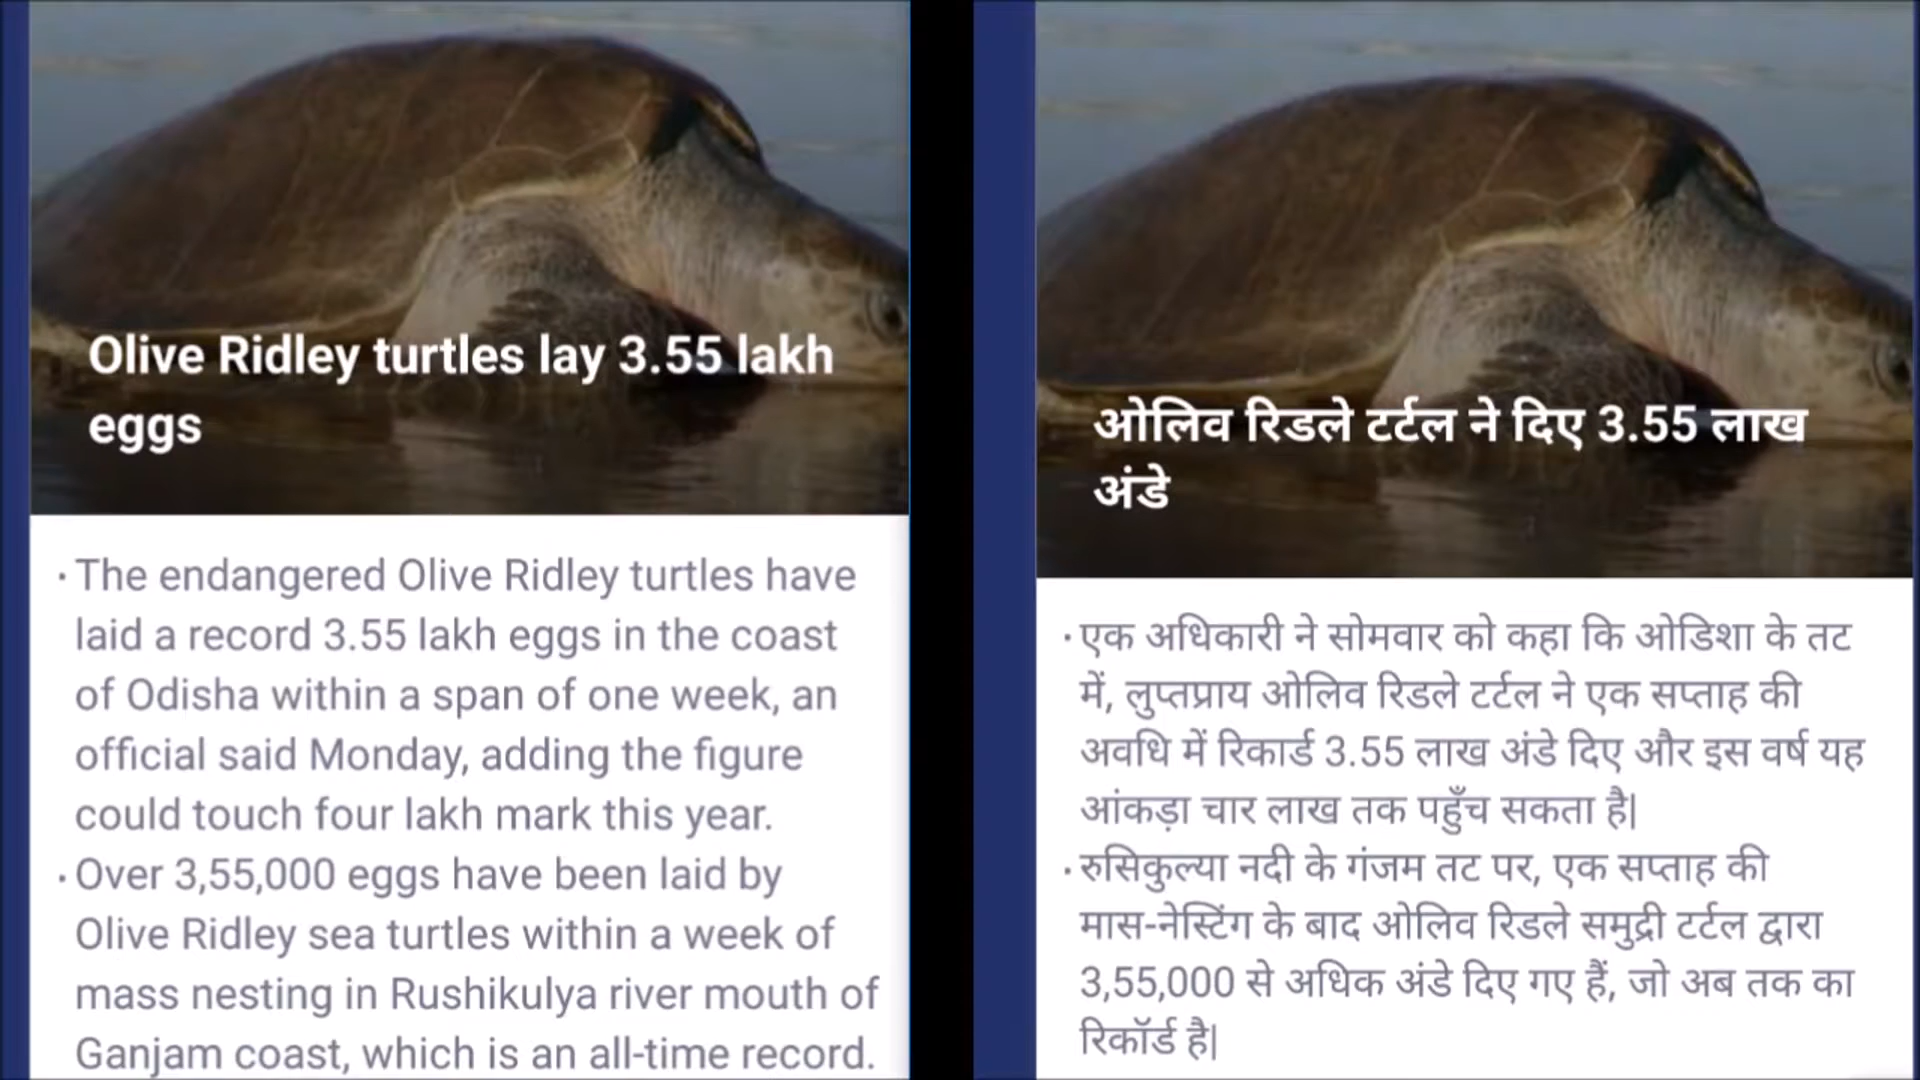 Olive Ridley turtles lay 3.55 lakh
eggs
· The endangered Olive Ridley turtles have
laid a record 3.55 lakh eggs in the coast
of Odisha within a span of one week, an
official said Monday, adding the figure
could touch four lakh mark this year.
· Over 3,55,000 eggs have been laid by
Olive Ridley sea turtles within a week of
mass nesting in Rushikulya river mouth of
Ganjam coast, which is an all-time record.
ओलिव रिडले टर्टल ने दिए 3.55 लाख
अंडे
· एक अधिकारी ने सोमवार को कहा कि ओडिशा के तट
में, लुप्तप्राय ओलिव रिडले टर्टल ने एक सप्ताह की
अवधि में रिकार्ड 3.55 लाख अंडे दिए और इस वर्ष यह
आंकड़ा चार लाख तक पहुँच सकता है|
· रुसिकुल्या नदी के गंजम तट पर, एक सप्ताह की
मास-नेस्टिंग के बाद ओलिव रिडले समुद्री टर्टल द्वारा
3,55,000 से अधिक अंडे दिए गए हैं, जो अब तक का
रिकॉर्ड है|